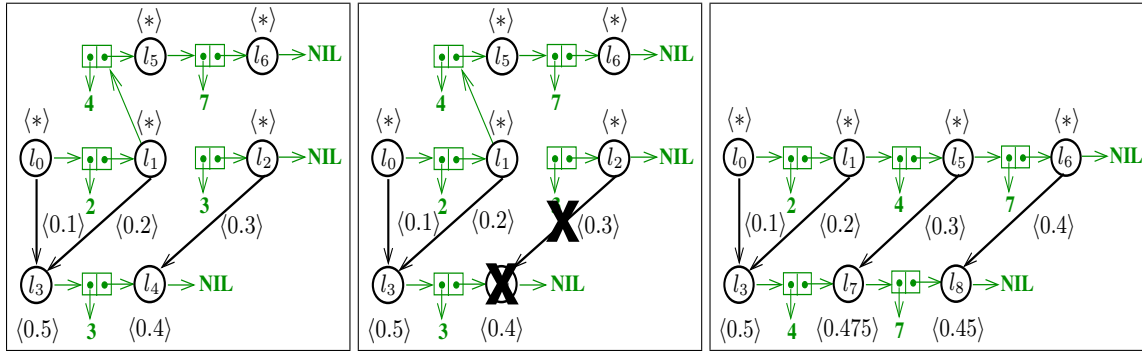 ⟨*⟩ ⟨*⟩
l5 l6 NIL
4 7
⟨*⟩ ⟨*⟩ ⟨*⟩
l0 l1 l2 NIL
2 3
⟨0.1⟩ ⟨0.2⟩ ⟨0.3⟩
l3 l4 NIL
⟨0.5⟩ 3 ⟨0.4⟩
⟨*⟩ ⟨*⟩
l5 l6 NIL
4 7
⟨*⟩ ⟨*⟩ ⟨*⟩
l0 l1 l2 NIL
2
⟨0.1⟩ ⟨0.2⟩ X ⟨0.3⟩
l3 X NIL
⟨0.5⟩ 3 ⟨0.4⟩
⟨*⟩ ⟨*⟩ ⟨*⟩ ⟨*⟩
l0 l1 l5 l6 NIL
2 4 7
⟨0.1⟩ ⟨0.2⟩ ⟨0.3⟩ ⟨0.4⟩
l3 l7 l8 NIL
⟨0.5⟩ 4 ⟨0.475⟩ 7 ⟨0.45⟩